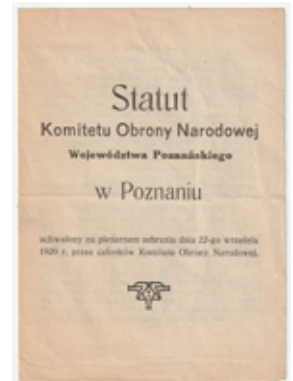 Statut
Komitetu Obrony Narodowej
Województwa Poznańskiego
w Poznaniu
uchwalony na plenarnem zebraniu dnia 22-go września
1920 r. przez członków Komitetu Obrony Narodowej.